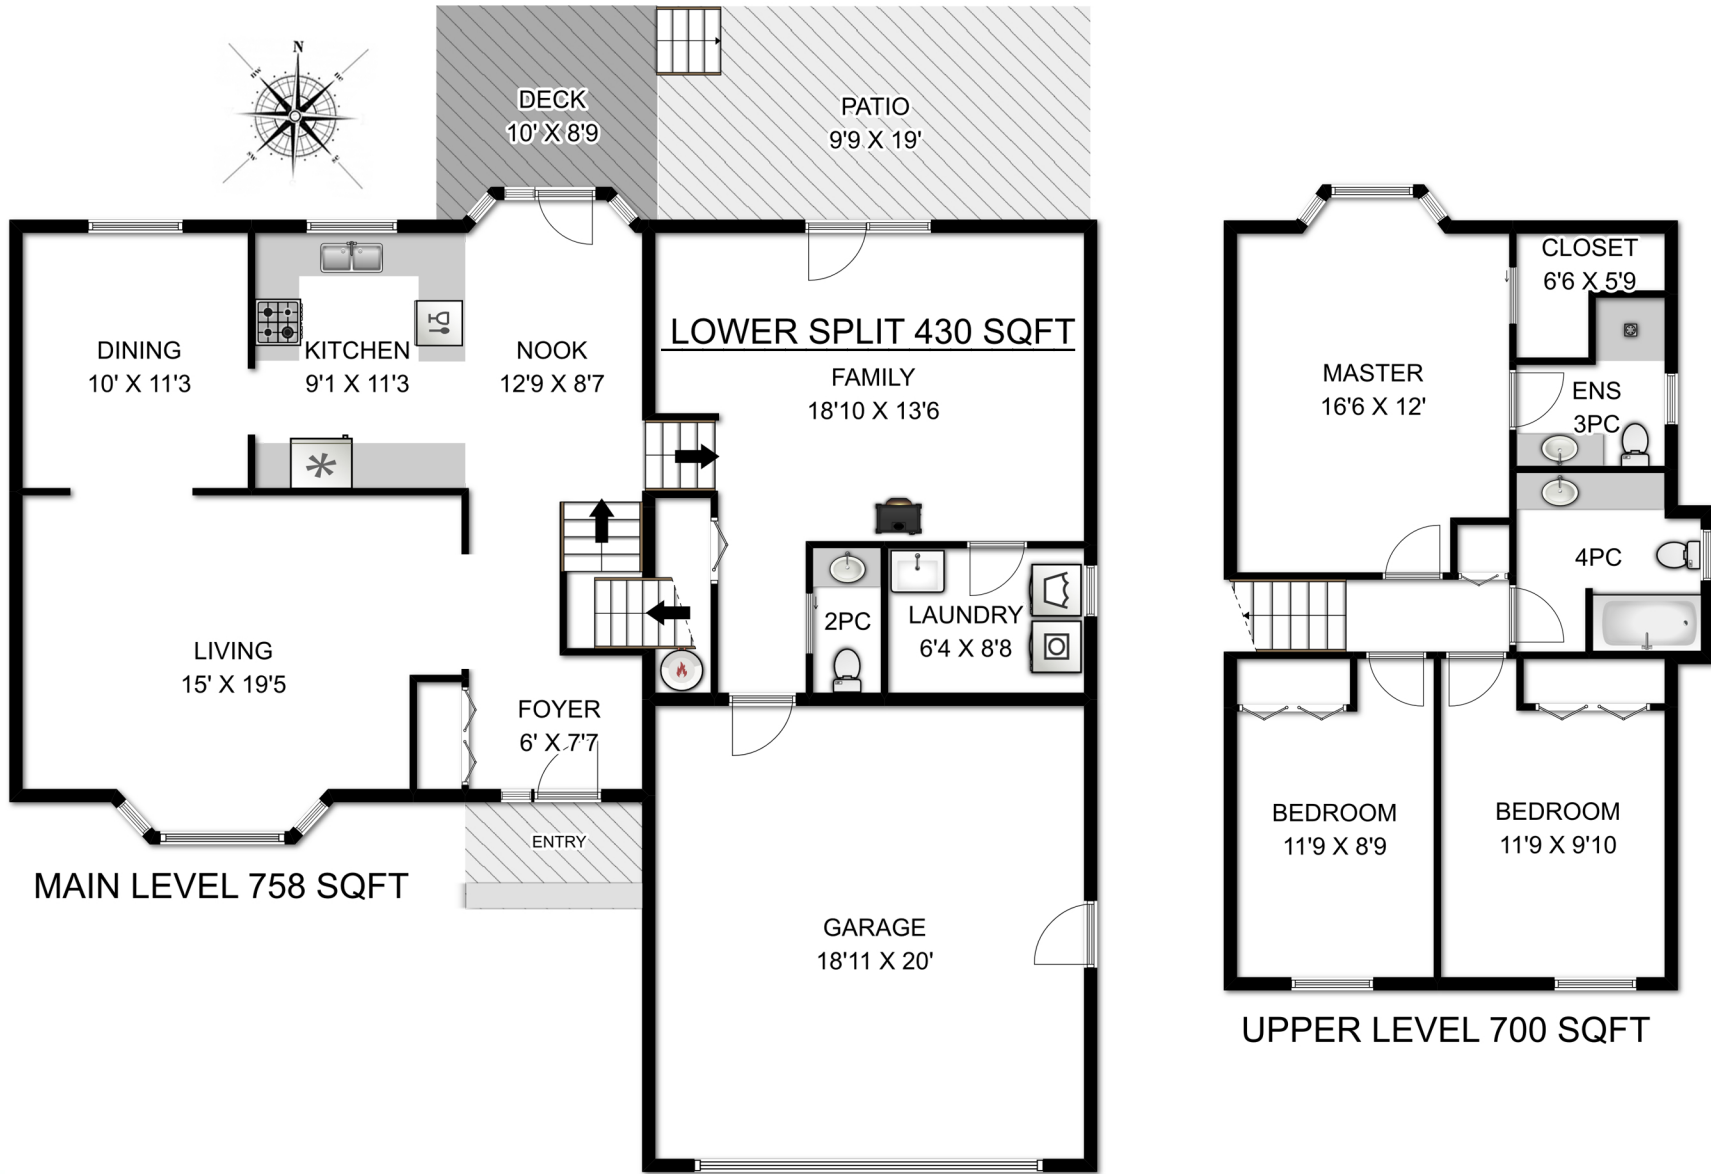 N
nw
ne
sw
se
DECK
10' X 8'9
PATIO
9'9 X 19'
DINING
10' X 11'3
KITCHEN
9'1 X 11'3
NOOK
12'9 X 8'7
LOWER SPLIT 430 SQFT
FAMILY
18'10 X 13'6
LIVING
15' X 19'5
FOYER
6' X 7'7
2PC
LAUNDRY
6'4 X 8'8
ENTRY
MAIN LEVEL 758 SQFT
GARAGE
18'11 X 20'
CLOSET
6'6 X 5'9
MASTER
16'6 X 12'
ENS
3PC
4PC
BEDROOM
11'9 X 8'9
BEDROOM
11'9 X 9'10
UPPER LEVEL 700 SQFT